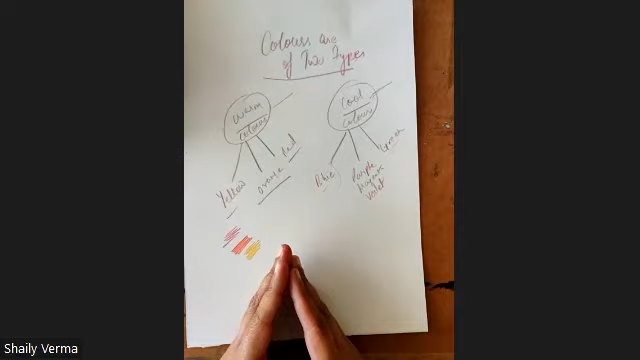 Colours are
of Two Types
Warm
Colours
Cool
Colours
Yellow
orange
Red
Blue
Purple
Violet
Green
Shaily Verma